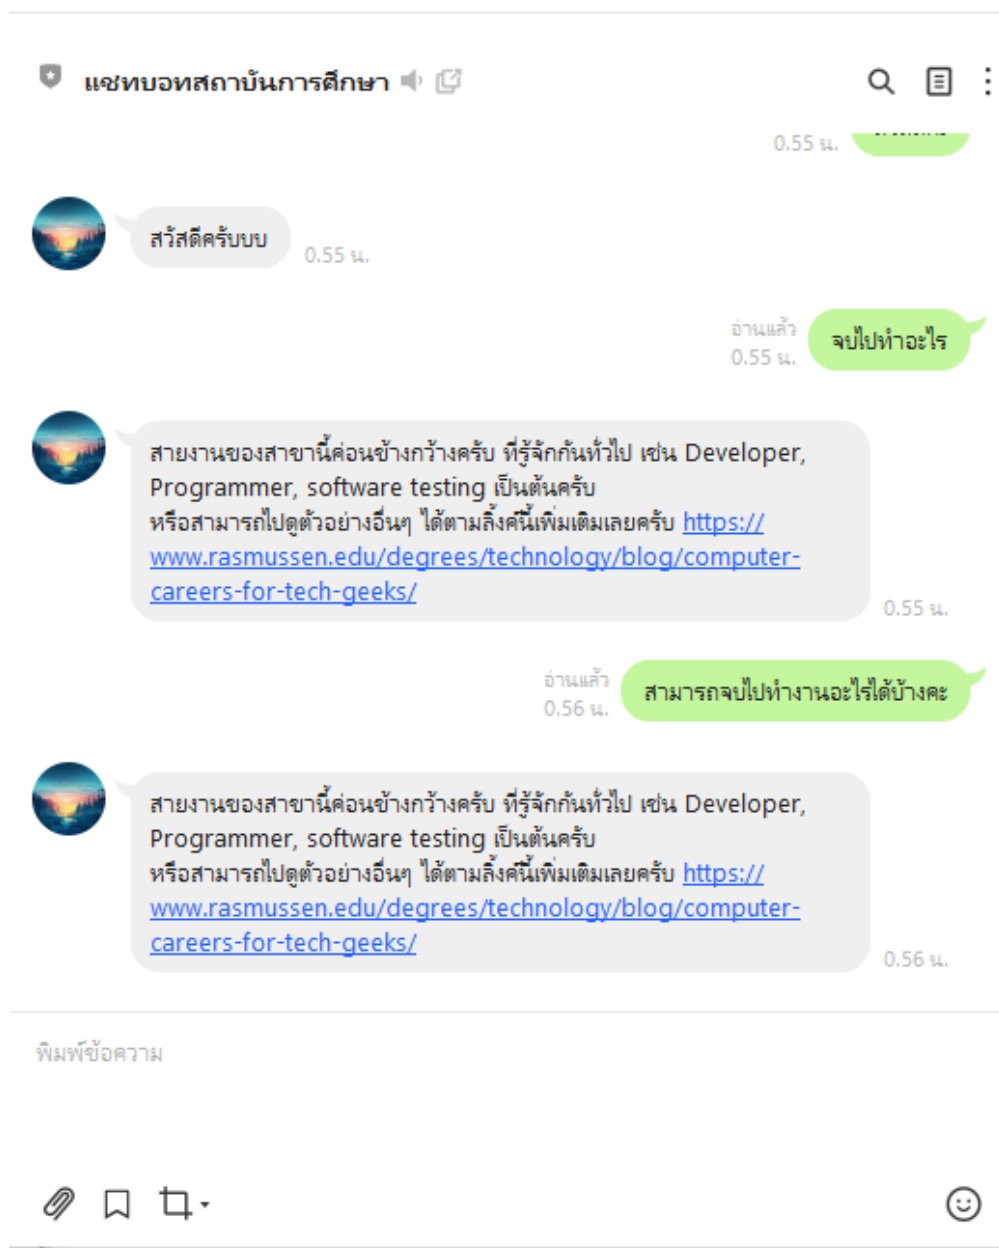 แชทบอทสถาบันการศึกษา
0.55 น.
สวัสดีครับบบ
0.55 น.
อ่านแล้ว
0.55 น.
จบไปทำอะไร
สายงานของสาขานี้ค่อนข้างกว้างครับ ที่รู้จักกันทั่วไป เช่น Developer,
Programmer, software testing เป็นต้นครับ
หรือสามารถไปดูตัวอย่างอื่นๆ ได้ตามลิ้งค์นี้เพิ่มเติมเลยครับ https://
www.rasmussen.edu/degrees/technology/blog/computer-
careers-for-tech-geeks/
0.55 น.
อ่านแล้ว
0.56 น.
สามารถจบไปทำงานอะไรได้บ้างคะ
สายงานของสาขานี้ค่อนข้างกว้างครับ ที่รู้จักกันทั่วไป เช่น Developer,
Programmer, software testing เป็นต้นครับ
หรือสามารถไปดูตัวอย่างอื่นๆ ได้ตามลิ้งค์นี้เพิ่มเติมเลยครับ https://
www.rasmussen.edu/degrees/technology/blog/computer-
careers-for-tech-geeks/
0.56 น.
พิมพ์ข้อความ